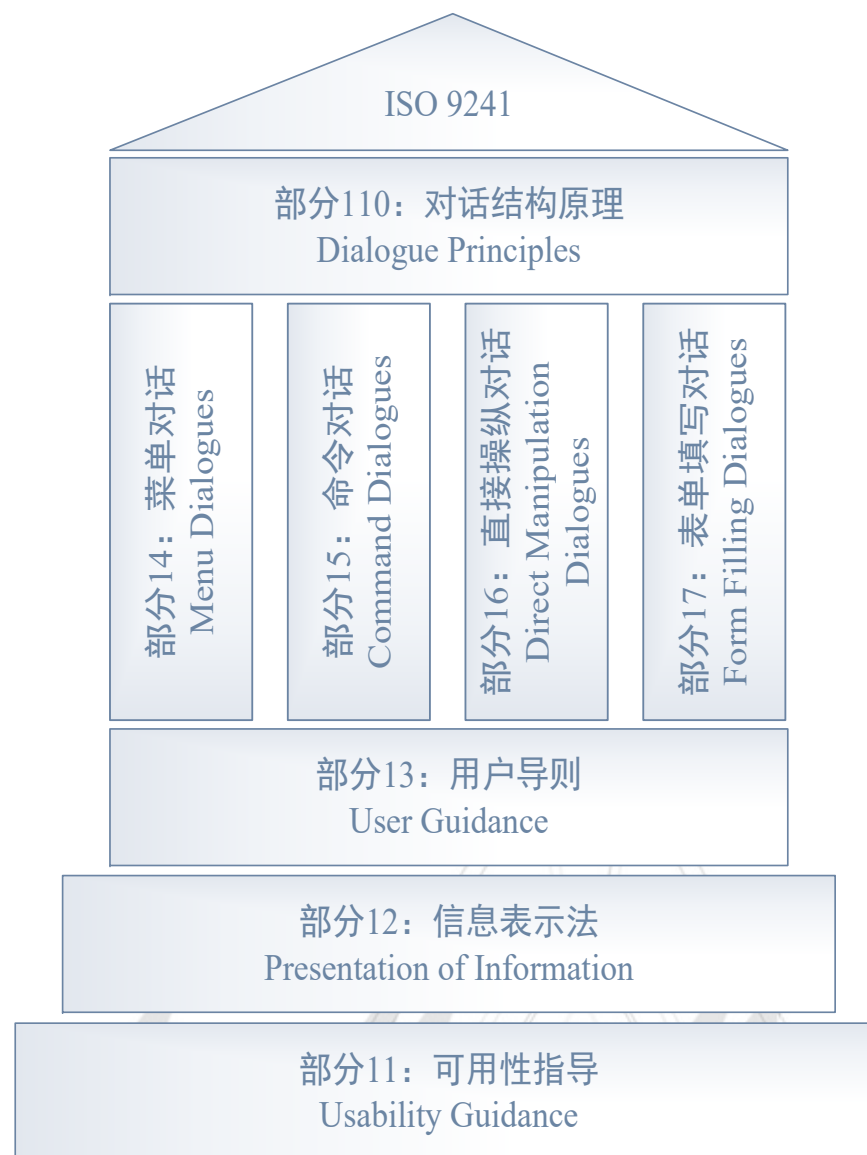 ISO 9241
部分110：对话结构原理
Dialogue Principles
部分14：菜单对话
Menu Dialogues
部分15：命令对话
Command Dialogues
部分16：直接操纵对话
Direct Manipulation
Dialogues
部分17：表单填写对话
Form Filling Dialogues
部分13：用户导则
User Guidance
部分12：信息表示法
Presentation of Information
部分11：可用性指导
Usability Guidance